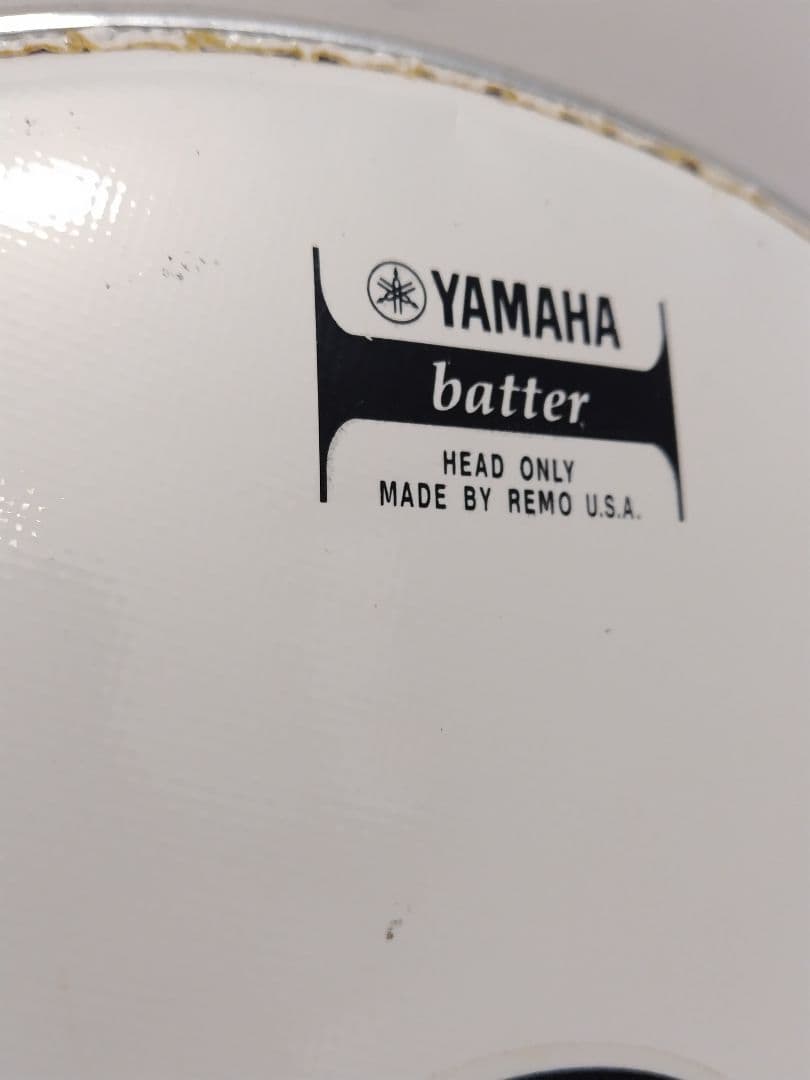 YAMAHA
batter
HEAD ONLY
MADE BY REMO U.S.A.